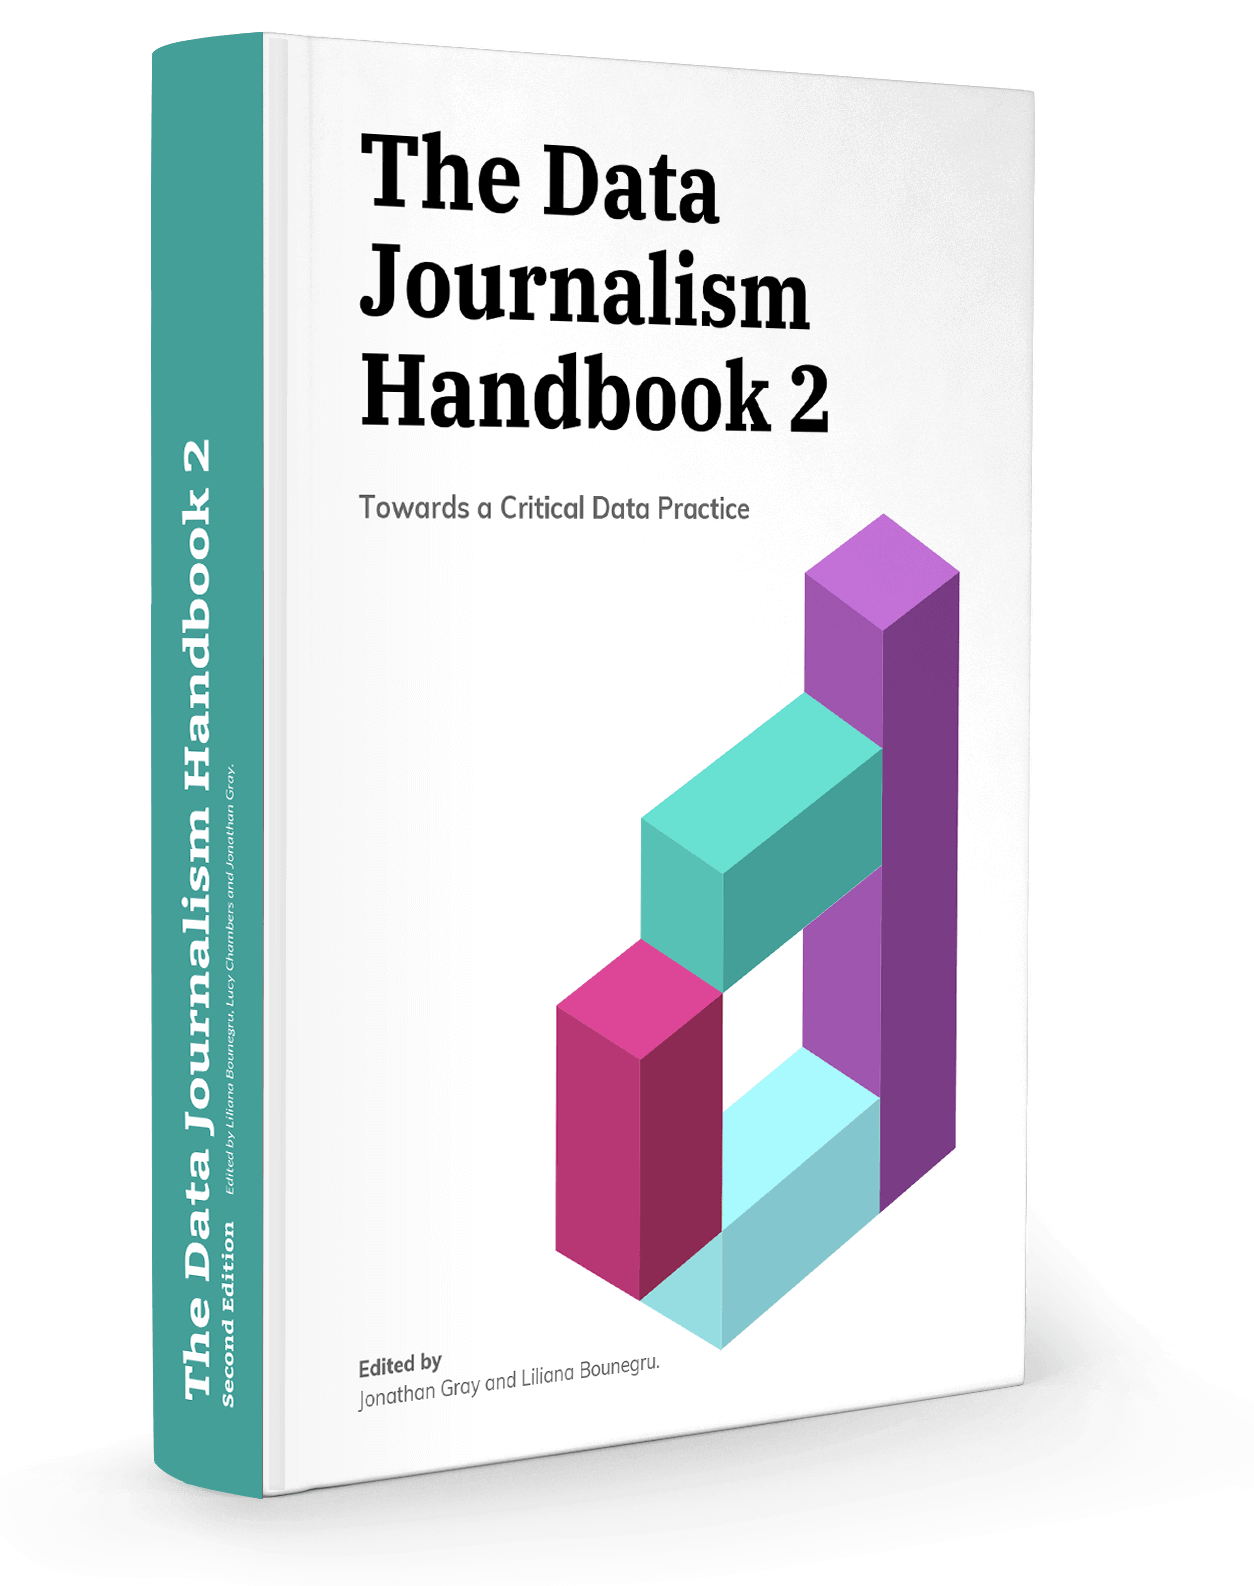 The Data
Journalism
Handbook 2
Towards a Critical Data Practice
Edited by
Jonathan Gray and Liliana Bounegru.
The Data Journalism Handbook 2
Second Edition
Edited by Liliana Bounegru, Lucy Chambers and Jonathan Gray.